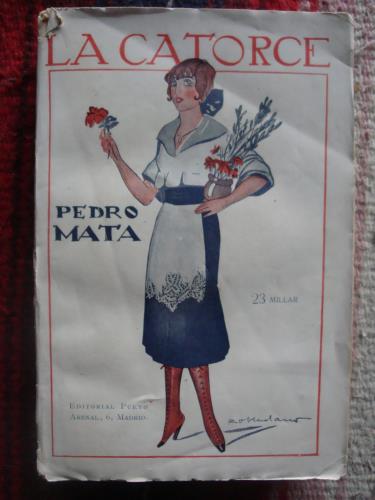 LA CATORCE
PEDRO
MATA
23 MILLAR
EDITORIAL PUEYO
ARENAL, 6, MADRID.